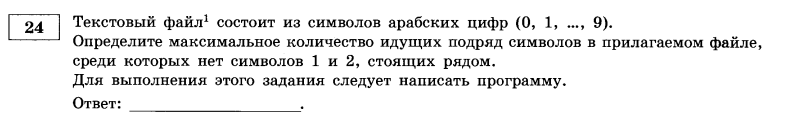 24
Текстовый файл¹ состоит из символов арабских цифр (0, 1, ..., 9).
Определите максимальное количество идущих подряд символов в прилагаемом файле,
среди которых нет символов 1 и 2, стоящих рядом.
Для выполнения этого задания следует написать программу.
Ответ: ____________________.